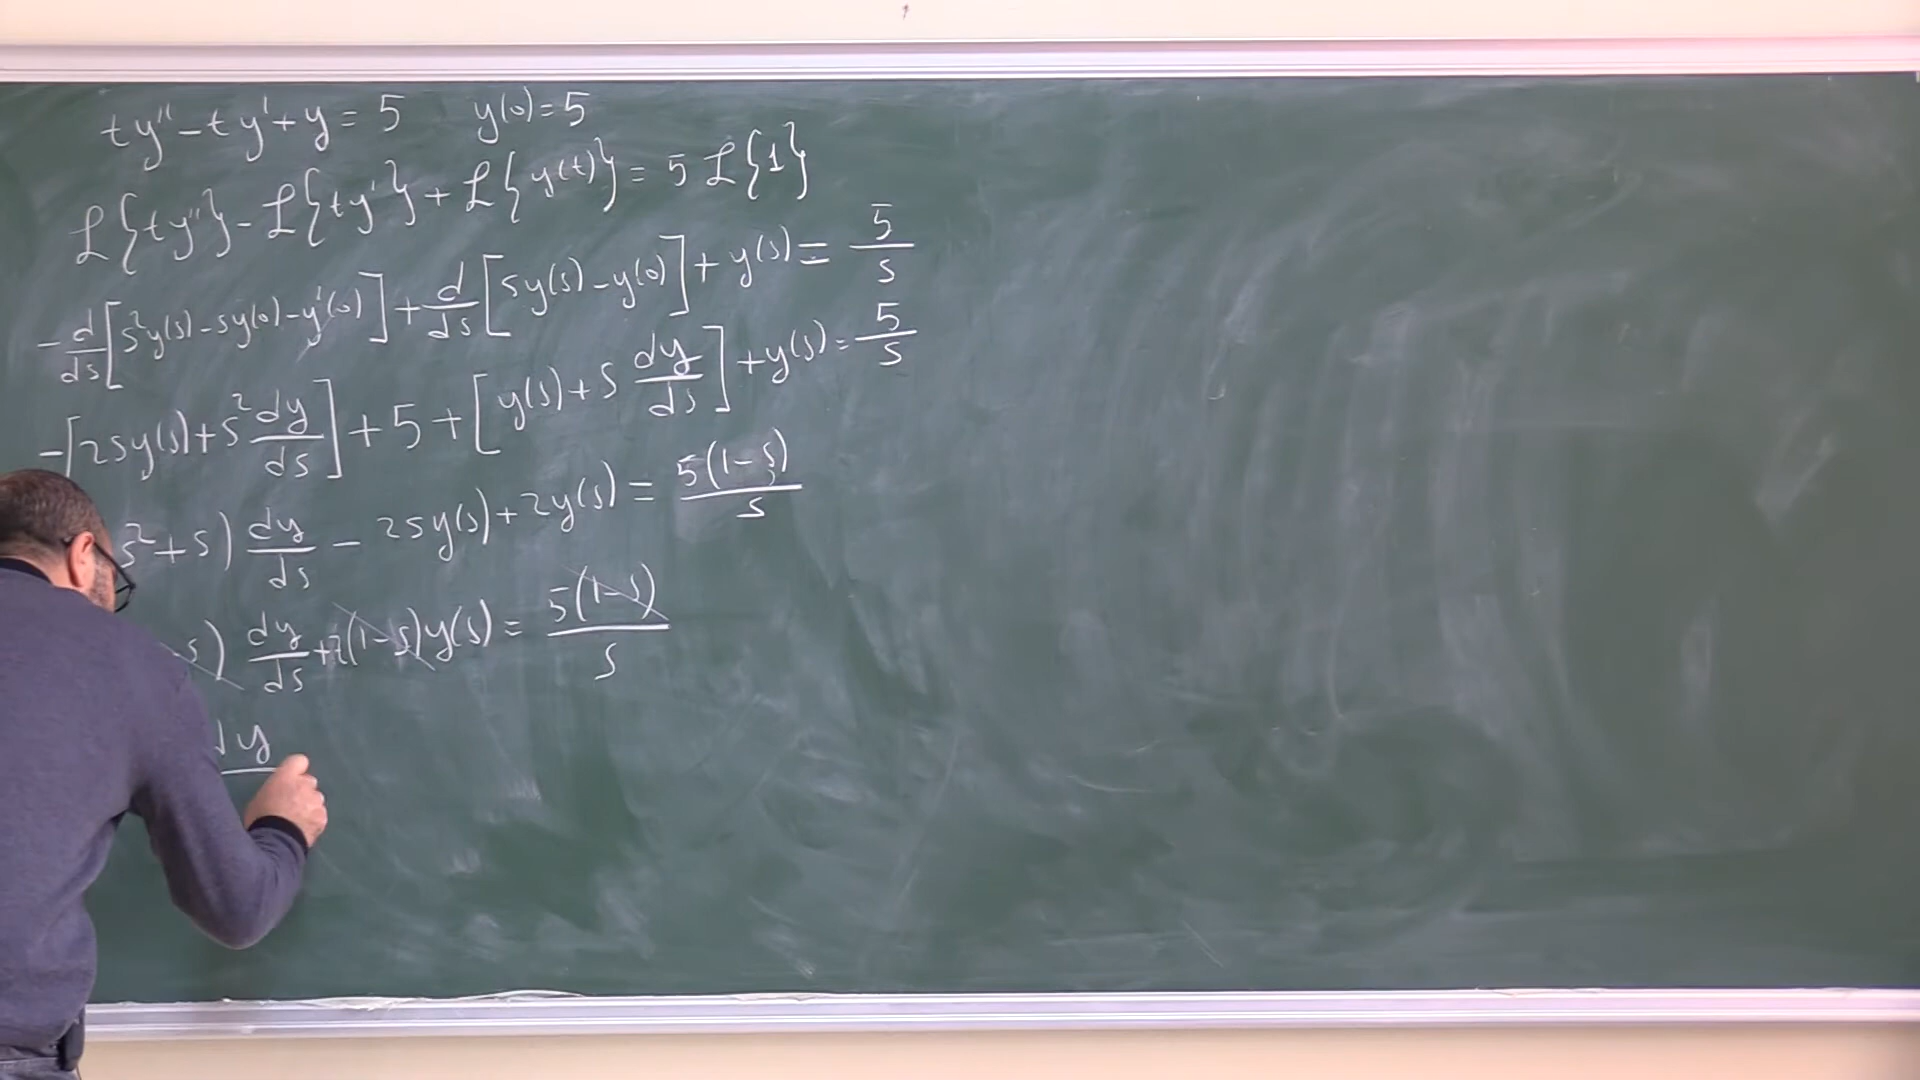 ty'' - ty' + y = 5 y(0) = 5
ℒ{ty''} - ℒ{ty'} + ℒ{y(t)} = 5 ℒ{1}
- d/ds [s²y(s) - sy(0) - y'(0)] + d/ds [sy(s) - y(0)] + y(s) = 5/s
-[2sy(s) + s² dy/ds] + 5 + [y(s) + s dy/ds] + y(s) = 5/s
s² + s) dy/ds - 2sy(s) + 2y(s) = 5(1-s)/s
-s) dy/ds + 2(1-s)y(s) = 5(1-s)/s
dy